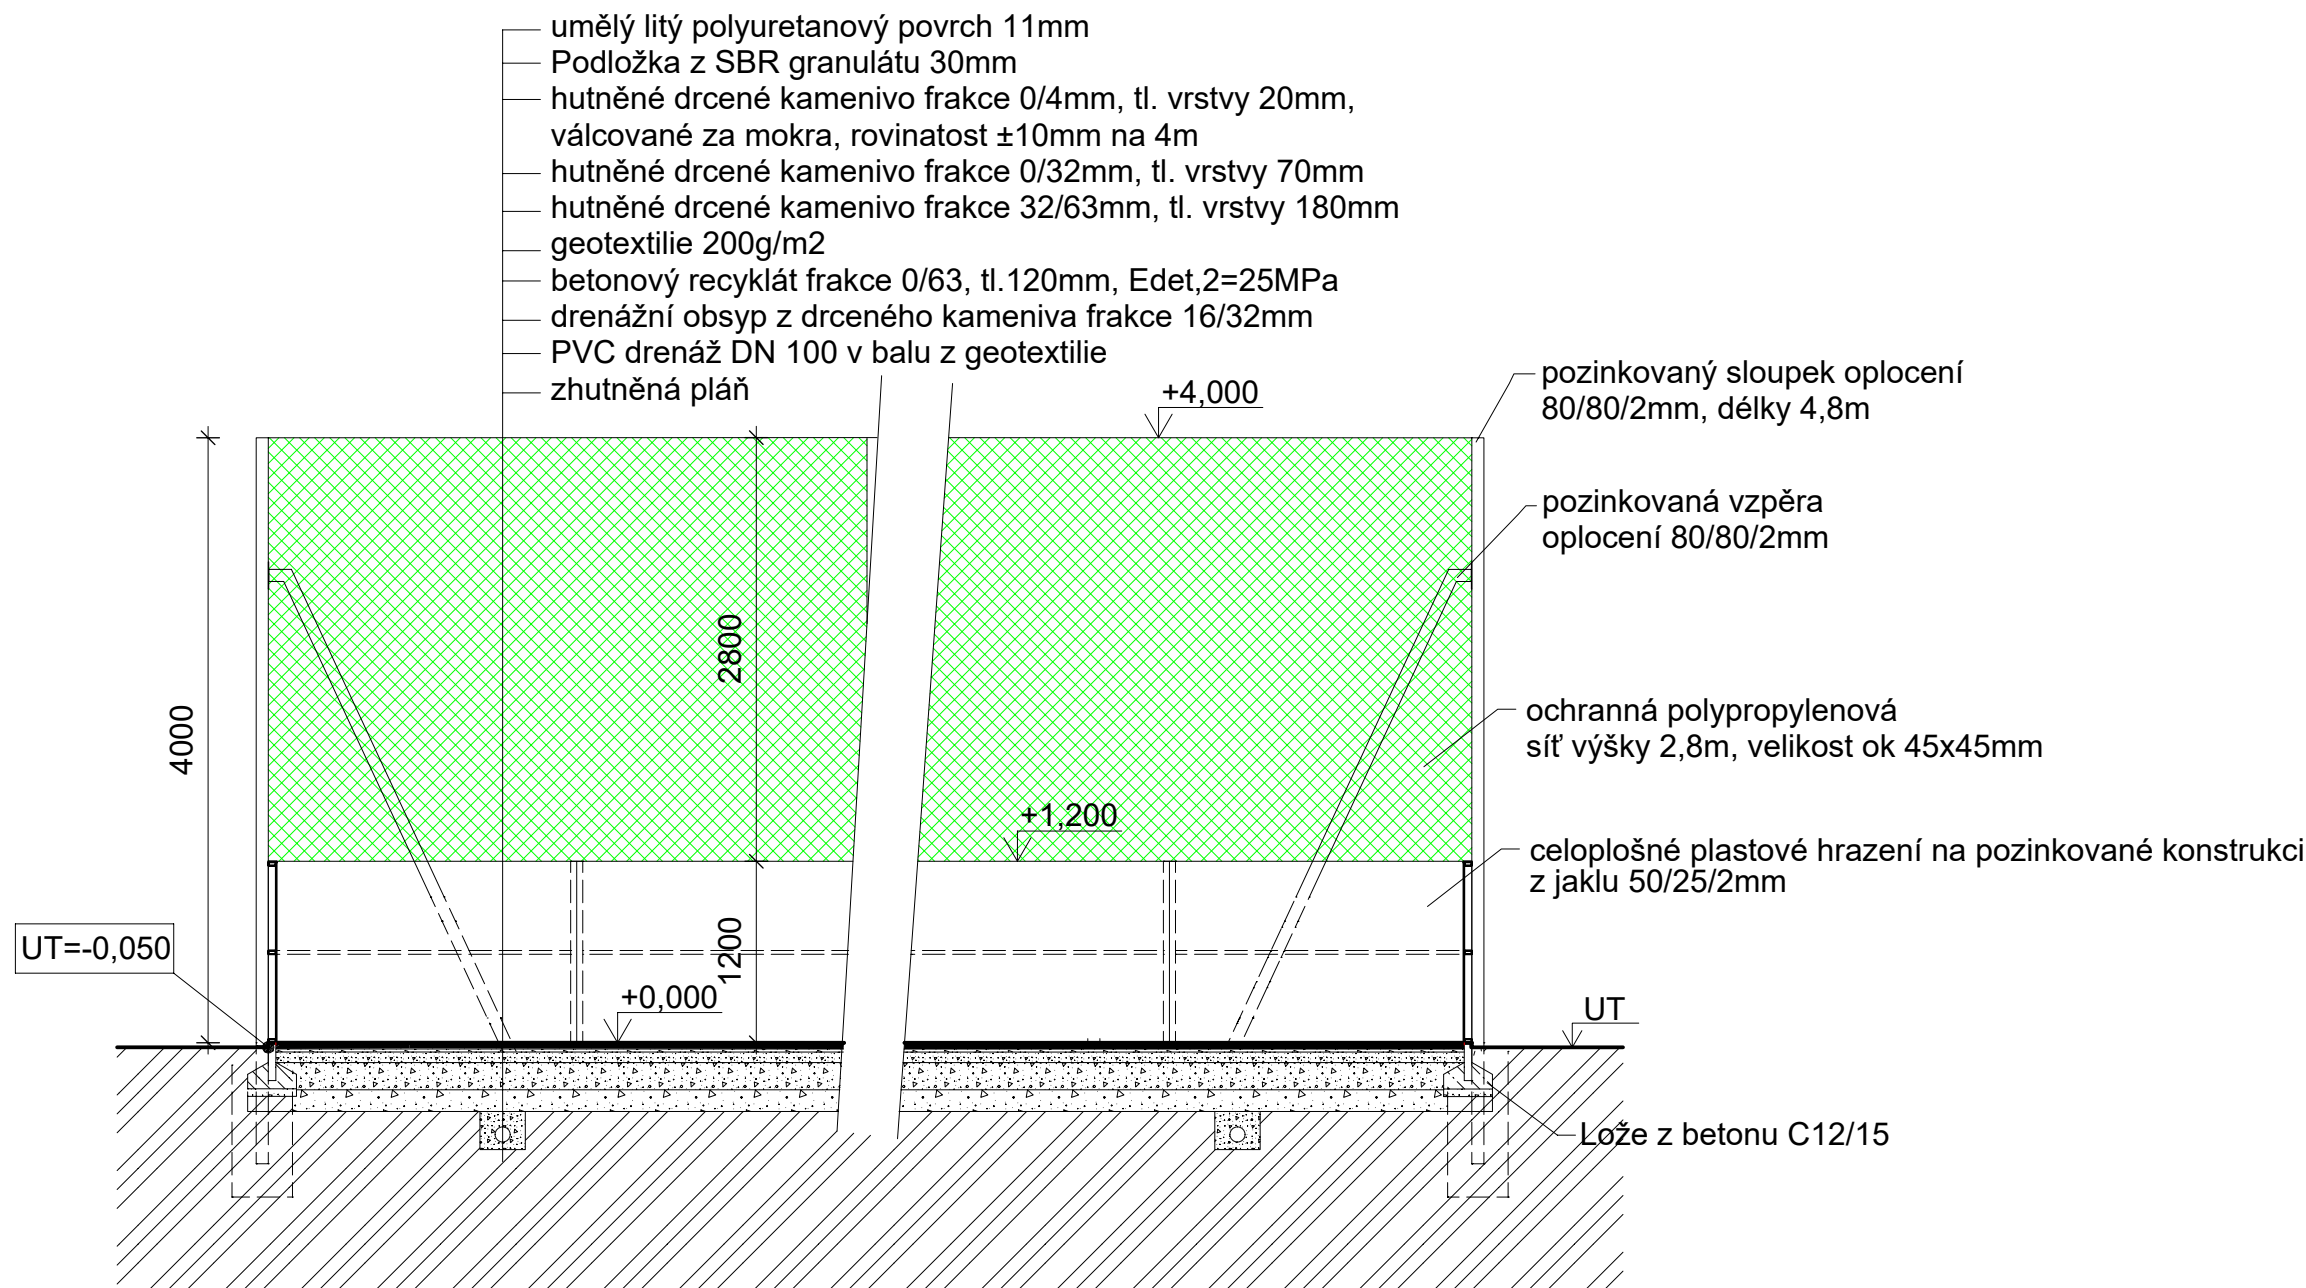 umělý litý polyuretanový povrch 11mm
Podložka z SBR granulátu 30mm
hutněné drcené kamenivo frakce 0/4mm, tl. vrstvy 20mm,
válcované za mokra, rovinatost ±10mm na 4m
hutněné drcené kamenivo frakce 0/32mm, tl. vrstvy 70mm
hutněné drcené kamenivo frakce 32/63mm, tl. vrstvy 180mm
geotextilie 200g/m2
betonový recyklát frakce 0/63, tl.120mm, Edet,2=25MPa
drenážní obsyp z drceného kameniva frakce 16/32mm
PVC drenáž DN 100 v balu z geotextilie
zhutněná pláň
+4,000
pozinkovaný sloupek oplocení
80/80/2mm, délky 4,8m
pozinkovaná vzpěra
oplocení 80/80/2mm
2800
4000
ochranná polypropylenová
síť výšky 2,8m, velikost ok 45x45mm
+1,200
celoplošné plastové hrazení na pozinkované konstrukci
z jaklu 50/25/2mm
UT=-0,050
1200
+0,000
UT
Lože z betonu C12/15